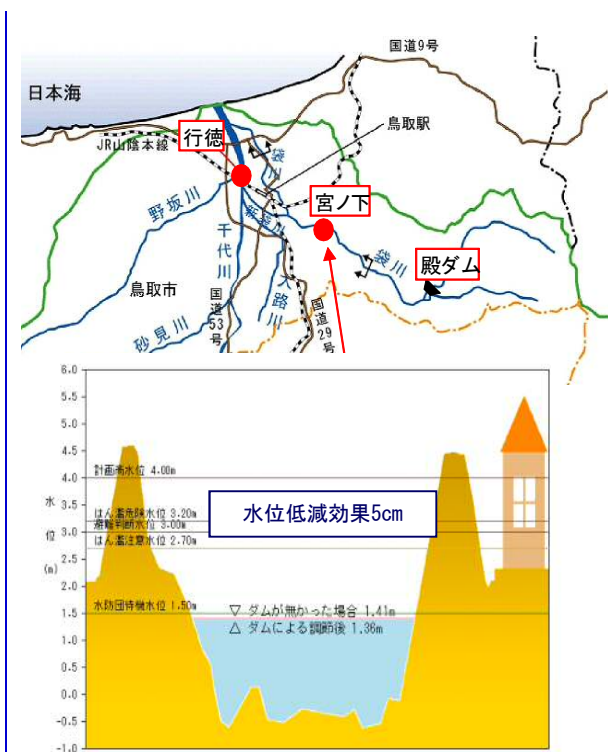 国道9号
日本海
鳥取駅
JR山陰本線
行徳
袋川
宮ノ下
野坂川
新袋川
千代川
袋川
殿ダム
鳥取市
大路川
国道53号
国道29号
砂見川
6.0
5.5
5.0
4.5
計画高水位 4.00m
4.0
水位(m)
3.5
はん濫危険水位 3.20m
水位低減効果5cm
避難判断水位 3.00m
3.0
はん濫注意水位 2.70m
2.5
2.0
水防団待機水位 1.50m
1.5
▽ ダムが無かった場合 1.41m
△ ダムによる調節後 1.36m
1.0
0.5
0.0
-0.5
-1.0